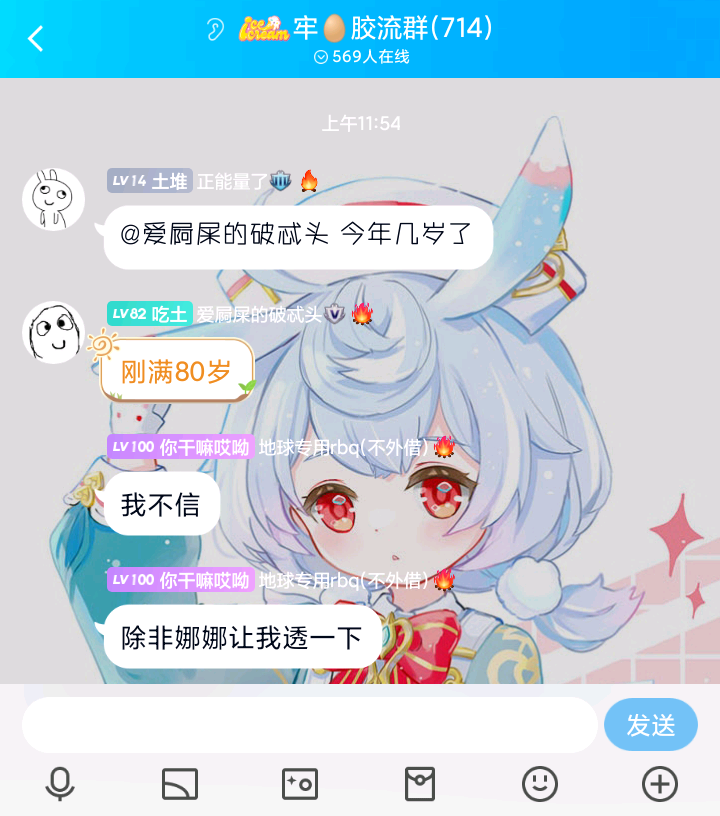 ice cream 牢🥚胶流群(714)
569人在线
上午11:54
LV14 土堆 正能量了🔥
@爱屙屎的破忒头 今年几岁了
LV82 吃土 爱屙屎的破忒头 V 🔥
刚满80岁
LV100 你干嘛哎呦 地球专用rbq(不外借)🔥
我不信
LV100 你干嘛哎呦 地球专用rbq(不外借)🔥
除非娜娜让我透一下
发送